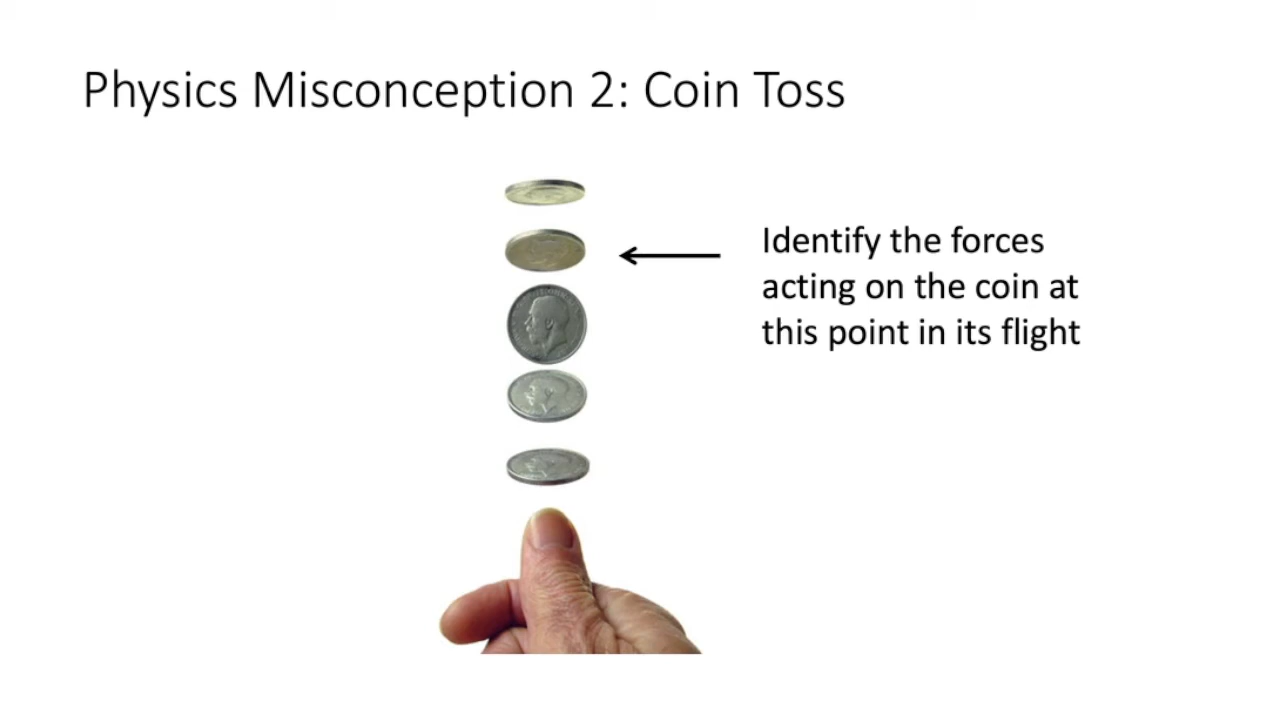 Physics Misconception 2: Coin Toss
Identify the forces
acting on the coin at
this point in its flight